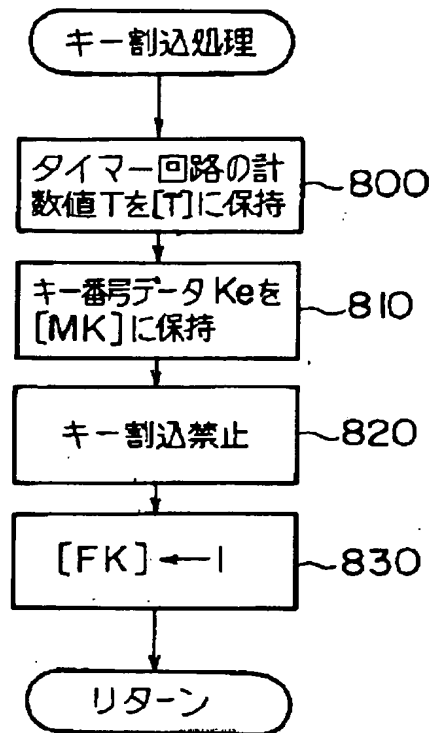 キー割込処理
タイマー回路の計
数値Tを[T]に保持
800
キー番号データKeを
[MK]に保持
810
キー割込禁止
820
[FK]←1
830
リターン